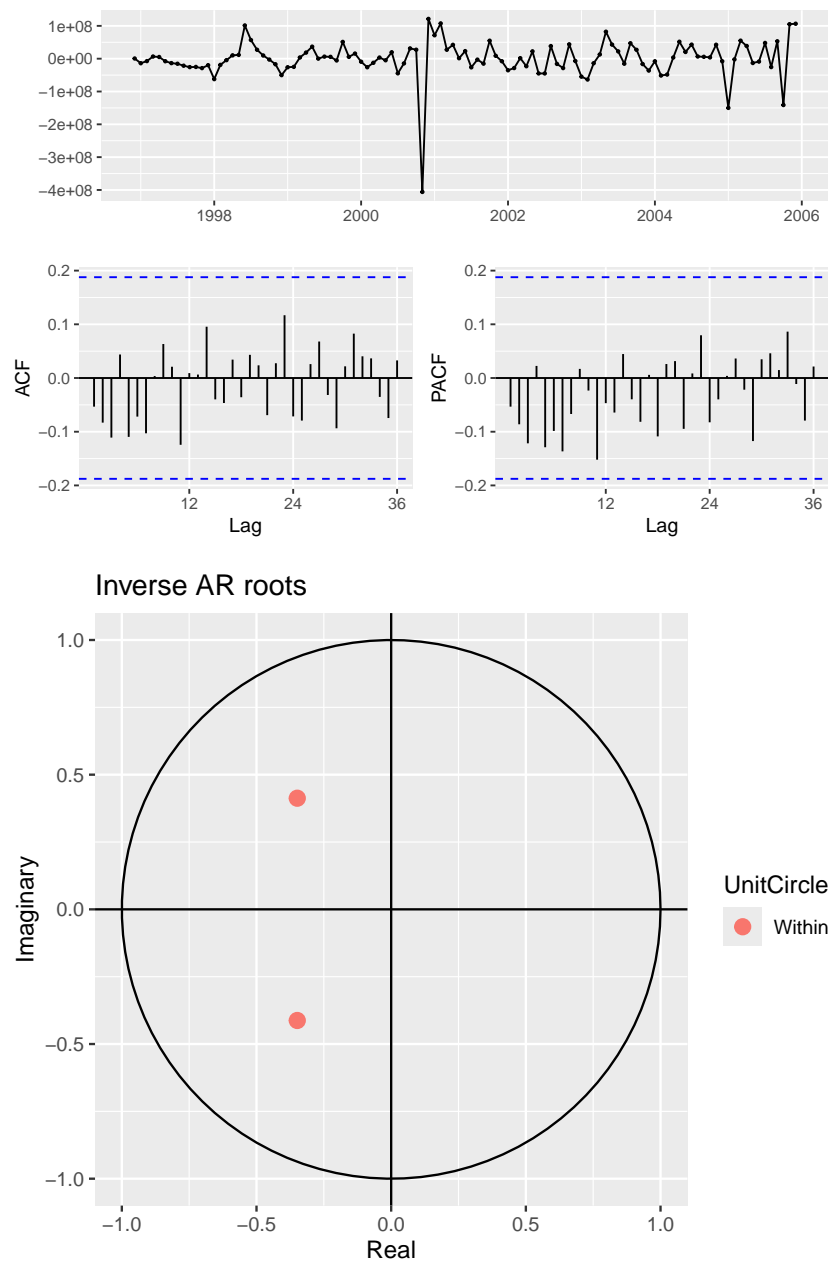 1e+08
0e+00
−1e+08
−2e+08
−3e+08
−4e+08
1998 2000 2002 2004 2006
0.2
0.1
0.0
−0.1
−0.2
ACF
12 24 36
Lag
0.2
0.1
0.0
−0.1
−0.2
PACF
12 24 36
Lag
Inverse AR roots
1.0
0.5
0.0
−0.5
−1.0
Imaginary
−1.0 −0.5 0.0 0.5 1.0
Real
UnitCircle
Within